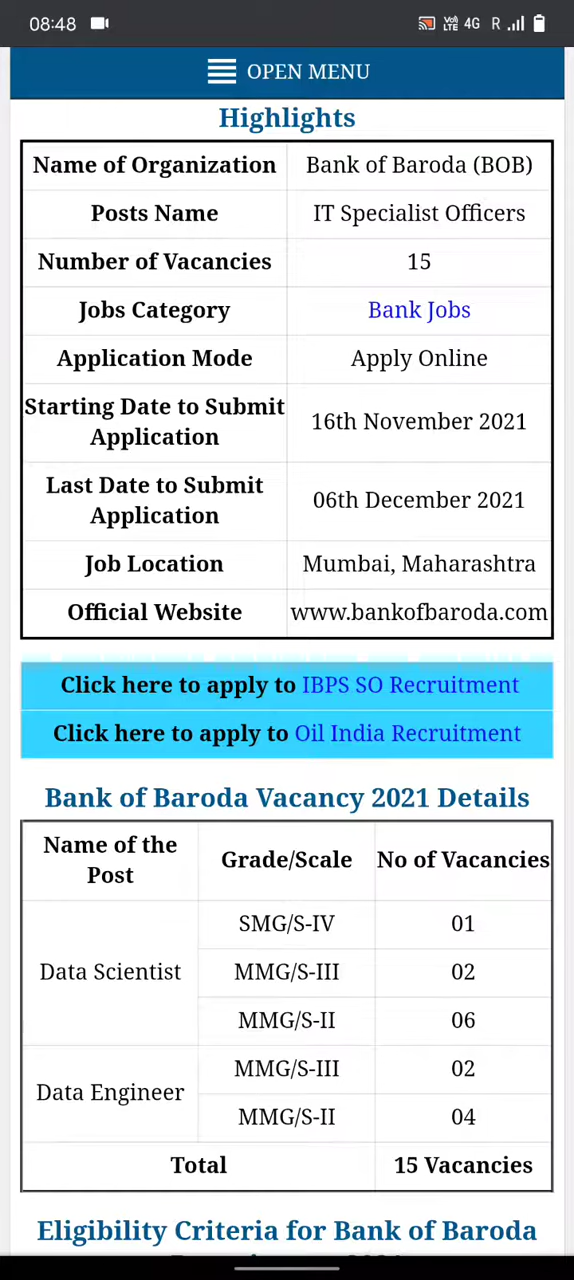 08:48 Vo) LTE 4G R
OPEN MENU
Highlights
Name of Organization Bank of Baroda (BOB)
Posts Name IT Specialist Officers
Number of Vacancies 15
Jobs Category Bank Jobs
Application Mode Apply Online
Starting Date to Submit
Application 16th November 2021
Last Date to Submit
Application 06th December 2021
Job Location Mumbai, Maharashtra
Official Website www.bankofbaroda.com
Click here to apply to IBPS SO Recruitment
Click here to apply to Oil India Recruitment
Bank of Baroda Vacancy 2021 Details
Name of the
Post Grade/Scale No of Vacancies
Data Scientist SMG/S-IV 01
MMG/S-III 02
MMG/S-II 06
Data Engineer MMG/S-III 02
MMG/S-II 04
Total 15 Vacancies
Eligibility Criteria for Bank of Baroda